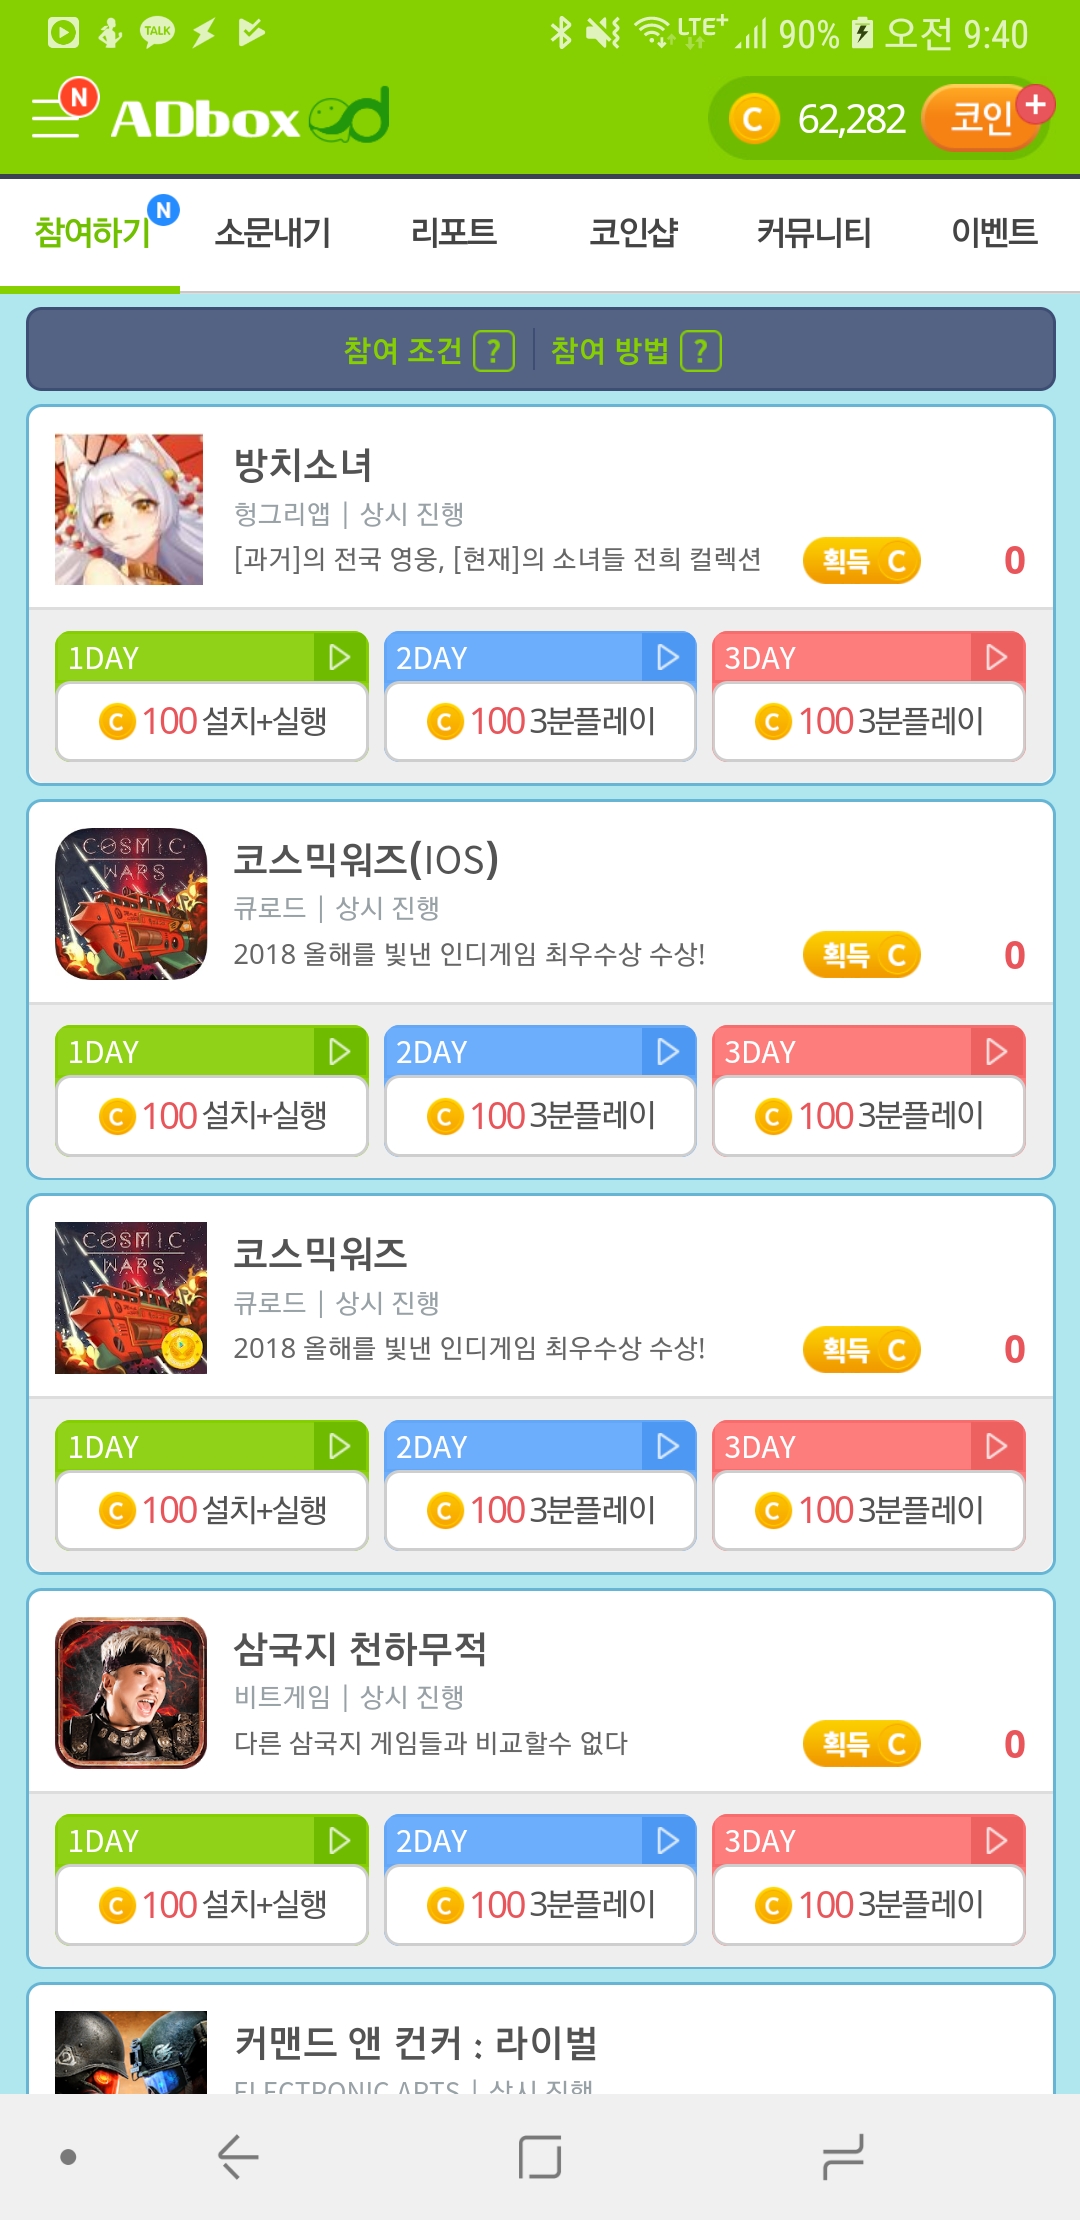 TALK LTE+ 90% 오전 9:40
N ADbox C 62,282 코인 +
참여하기 N 소문내기 리포트 코인샵 커뮤니티 이벤트
참여 조건 ? 참여 방법 ?
방치소녀
헝그리앱 | 상시 진행
[과거]의 전국 영웅, [현재]의 소녀들 전희 컬렉션 획득 C 0
1DAY 2DAY 3DAY
C 100 설치+실행 C 100 3분플레이 C 100 3분플레이
COSMIC
WARS
코스믹워즈(IOS)
큐로드 | 상시 진행
2018 올해를 빛낸 인디게임 최우수상 수상! 획득 C 0
1DAY 2DAY 3DAY
C 100 설치+실행 C 100 3분플레이 C 100 3분플레이
COSMIC
WARS
코스믹워즈
큐로드 | 상시 진행
2018 올해를 빛낸 인디게임 최우수상 수상! 획득 C 0
1DAY 2DAY 3DAY
C 100 설치+실행 C 100 3분플레이 C 100 3분플레이
삼국지 천하무적
비트게임 | 상시 진행
다른 삼국지 게임들과 비교할수 없다 획득 C 0
1DAY 2DAY 3DAY
C 100 설치+실행 C 100 3분플레이 C 100 3분플레이
커맨드 앤 컨커 : 라이벌
ELECTRONIC ARTS | 상시 진행